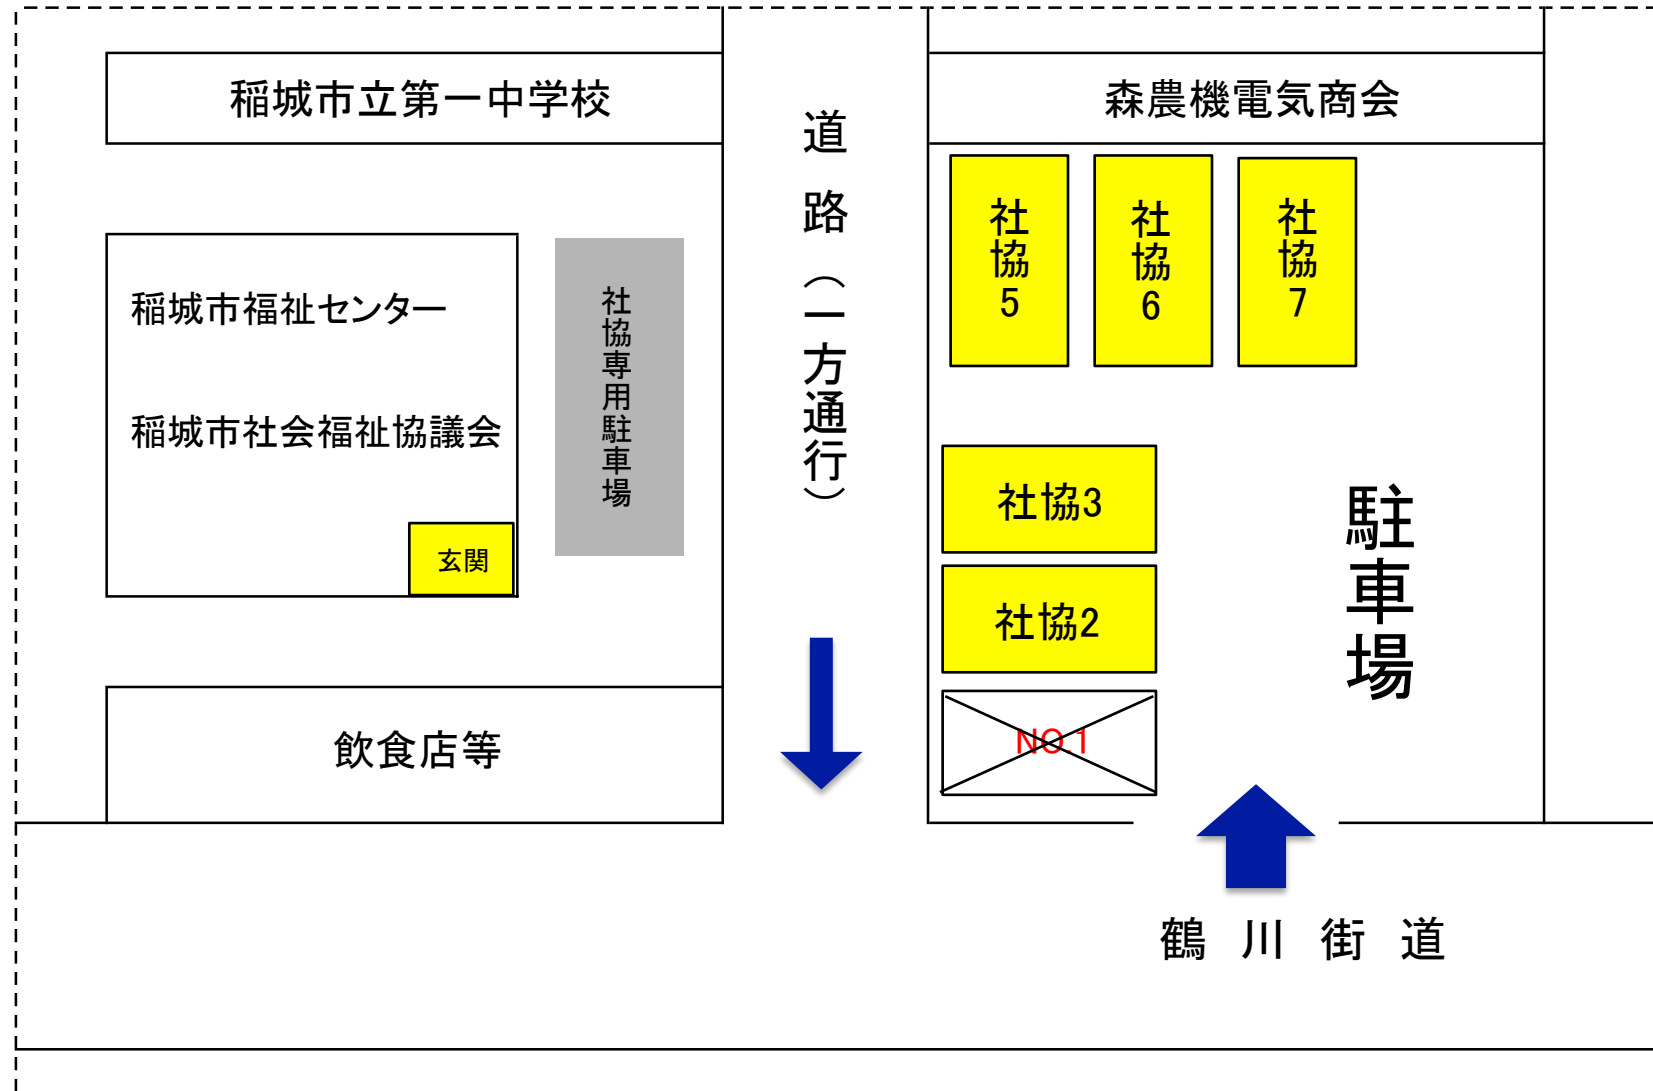 稲城市立第一中学校
稲城市福祉センター
稲城市社会福祉協議会
玄関
社協専用駐車場
飲食店等
道路（一方通行）
森農機電気商会
社協5
社協6
社協7
社協3
社協2
NO.1
駐車場
鶴川街道